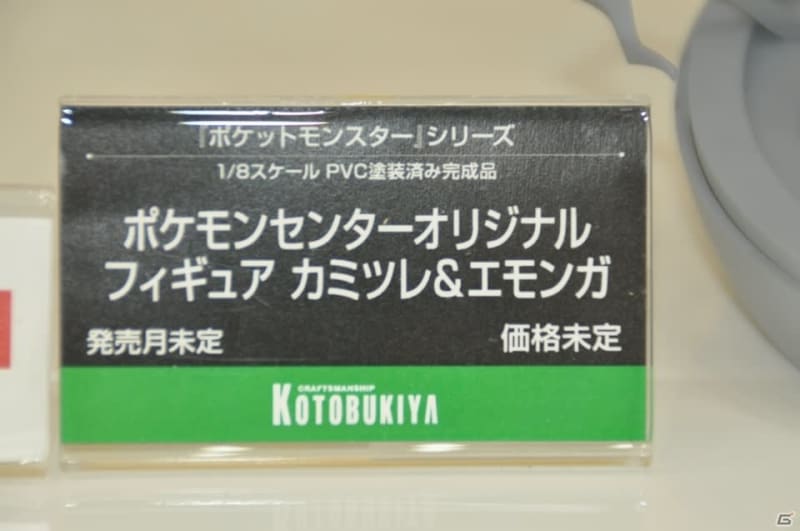 『ポケットモンスター』シリーズ
1/8スケール PVC塗装済み完成品
ポケモンセンターオリジナル
フィギュア カミツレ&エモンガ
発売月未定 価格未定
CRAFTSMANSHIP
KOTOBUKIYA